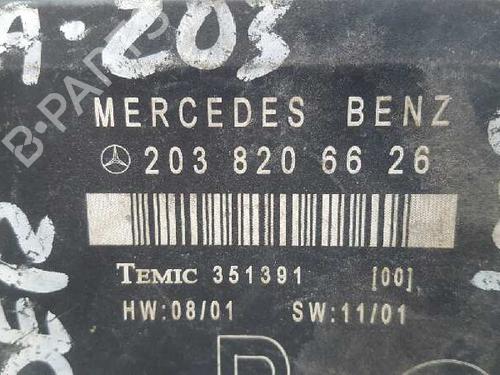 A-203
MERCEDES BENZ
203 820 66 26
TEMIC 351391 [00]
HW:08/01 SW:11/01
B-PARTS